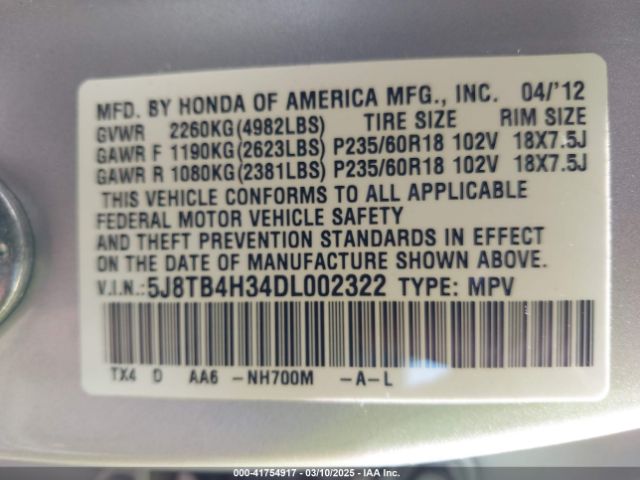 MFD. BY HONDA OF AMERICA MFG., INC. 04/'12
GVWR 2260KG(4982LBS) TIRE SIZE RIM SIZE
GAWR F 1190KG(2623LBS) P235/60R18 102V 18X7.5J
GAWR R 1080KG(2381LBS) P235/60R18 102V 18X7.5J
THIS VEHICLE CONFORMS TO ALL APPLICABLE
FEDERAL MOTOR VEHICLE SAFETY
AND THEFT PREVENTION STANDARDS IN EFFECT
ON THE DATE OF MANUFACTURE SHOWN ABOVE.
V.I.N.:5J8TB4H34DL002322 TYPE: MPV
TX4 D AA6 -NH700M -A-L
000-41754917 - 03/10/2025 - IAA Inc.